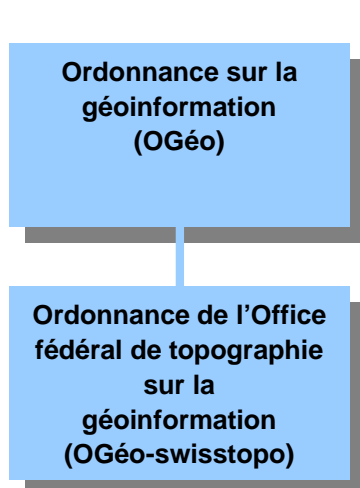 Ordonnance sur la
géoinformation
(OGéo)
Ordonnance de l’Office
fédéral de topographie
sur la
géoinformation
(OGéo-swisstopo)